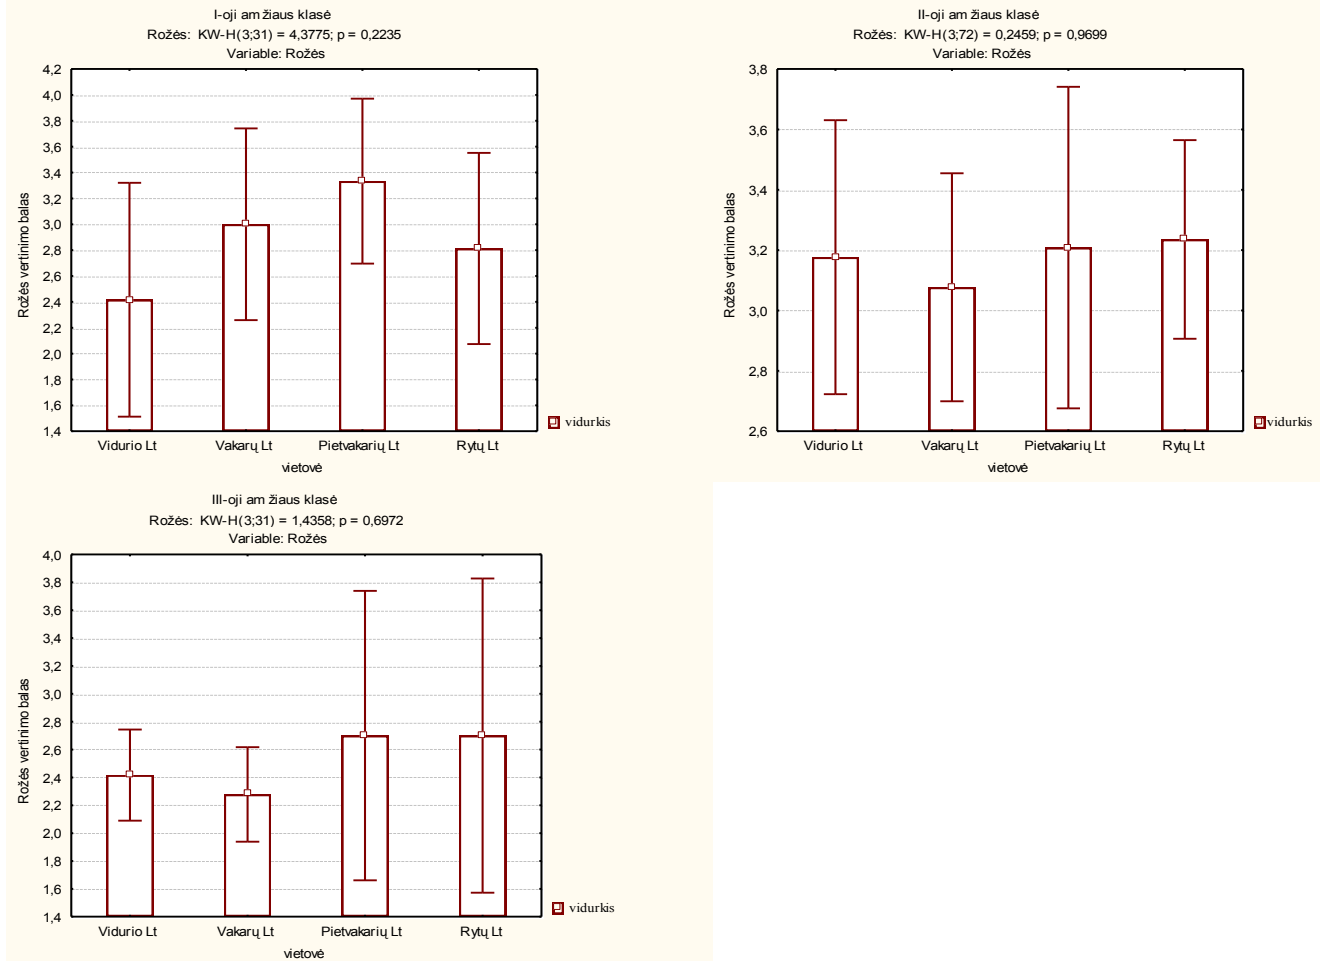 I-oji am žiaus klasė
Rožės: KW-H(3;31) = 4,3775; p = 0,2235
Variable: Rožės
4,2
4,0
3,8
3,6
3,4
3,2
3,0
2,8
2,6
2,4
2,2
2,0
1,8
1,6
1,4
Rožės vertinimo balas
Vidurio Lt Vakarų Lt Pietvakarių Lt Rytų Lt
vietovė
vidurkis
II-oji am žiaus klasė
Rožės: KW-H(3;72) = 0,2459; p = 0,9699
Variable: Rožės
3,8
3,6
3,4
3,2
3,0
2,8
2,6
Rožės vertinimo balas
Vidurio Lt Vakarų Lt Pietvakarių Lt Rytų Lt
vietovė
vidurkis
III-oji am žiaus klasė
Rožės: KW-H(3;31) = 1,4358; p = 0,6972
Variable: Rožės
4,0
3,8
3,6
3,4
3,2
3,0
2,8
2,6
2,4
2,2
2,0
1,8
1,6
1,4
Rožės vertinimo balas
Vidurio Lt Vakarų Lt Pietvakarių Lt Rytų Lt
vietovė
vidurkis